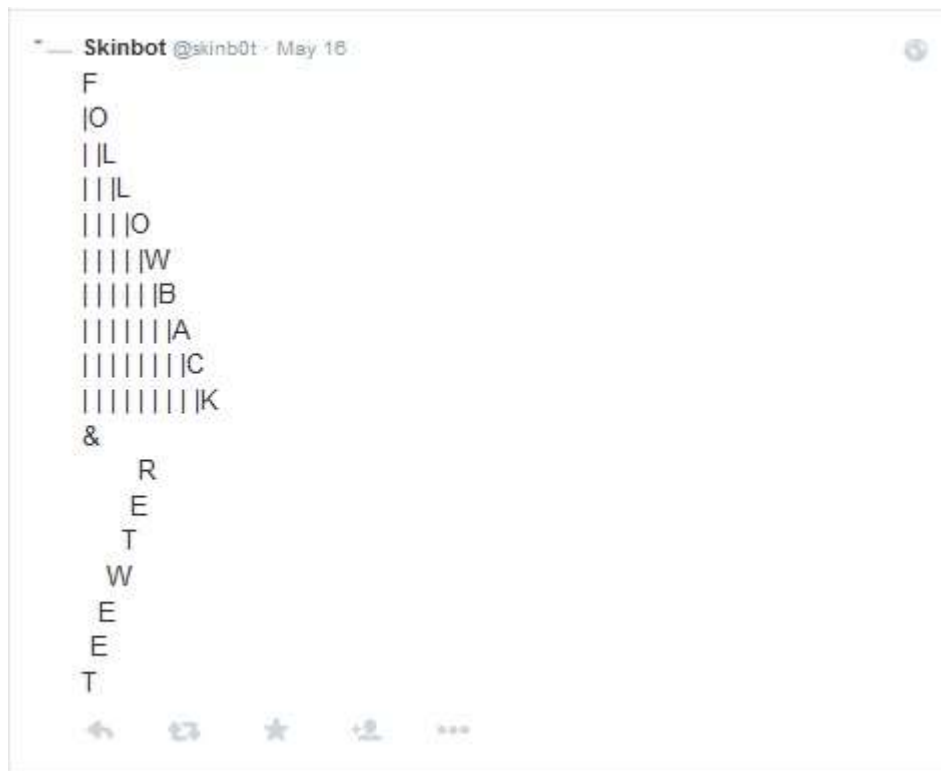 Skinbot @skinb0t · May 16
F
|O
| |L
| | |L
| | | |O
| | | | |W
| | | | | |B
| | | | | | |A
| | | | | | | |C
| | | | | | | | |K
&
R
E
T
W
E
E
T